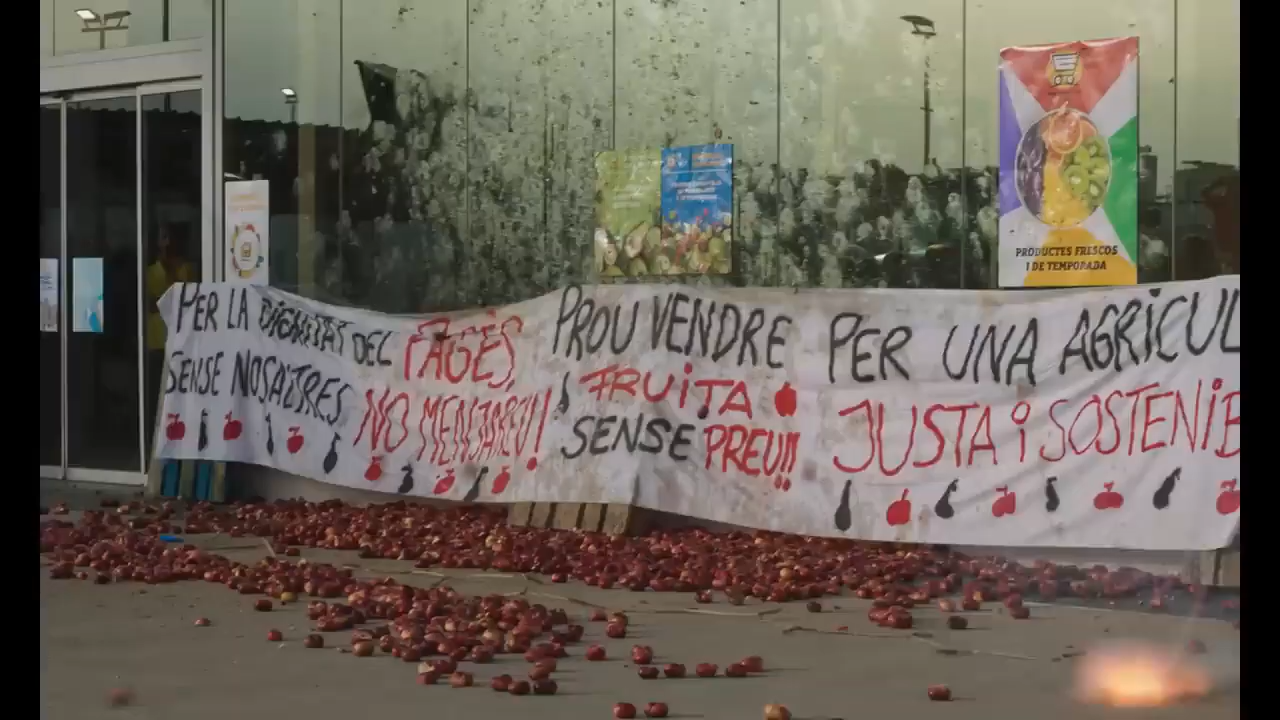 PER LA DIGNITAT DEL PAGÈS,
SENSE NOSALTRES NO MENJAREU!
PROU VENDRE
FRUiTA
SENSE PREU!!!
PER UNA AGRiCUL
JUSTA i SOSTENiB
PRODUCTES FRESCOS
I DE TEMPORADA